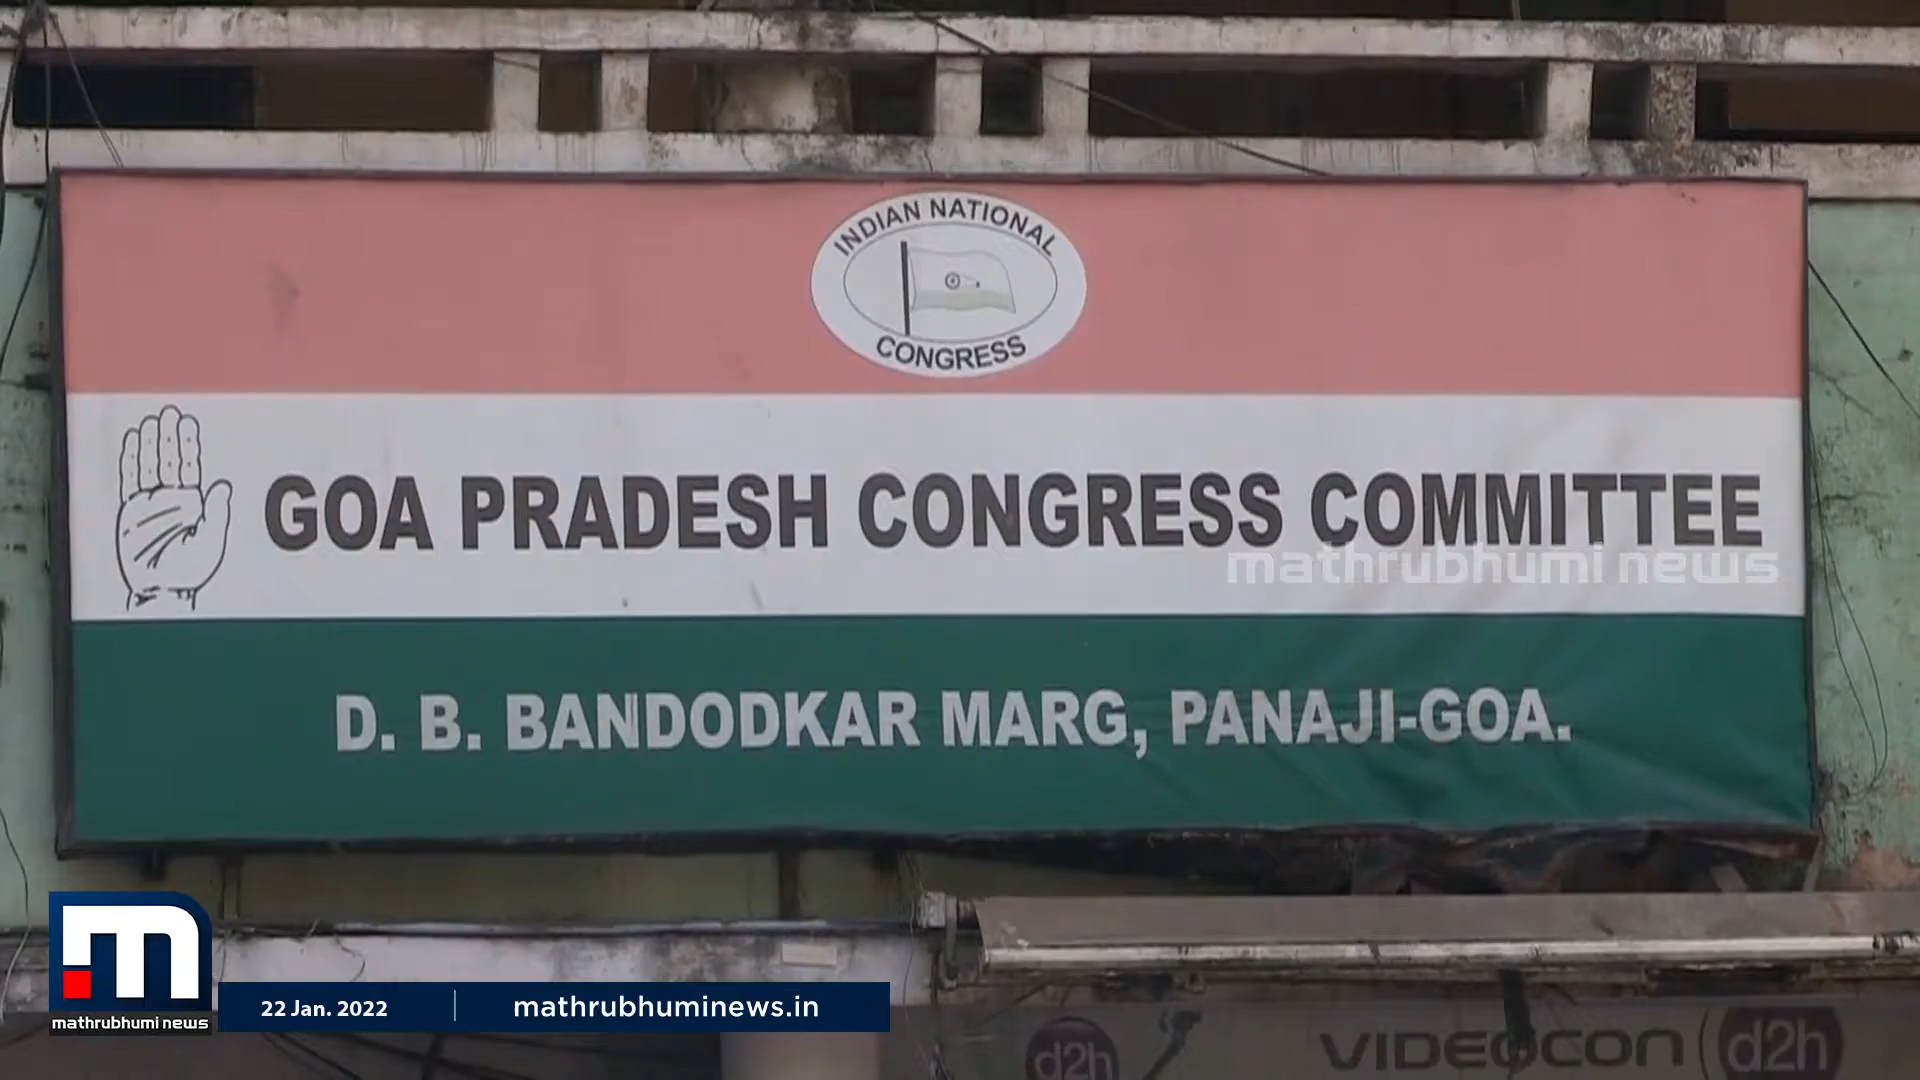 INDIAN NATIONAL
CONGRESS
GOA PRADESH CONGRESS COMMITTEE
mathrubhumi news
D. B. BANDODKAR MARG, PANAJI-GOA.
mathrubhumi news
22 Jan. 2022
mathrubhuminews.in
d2h
VIDEOCON d2h